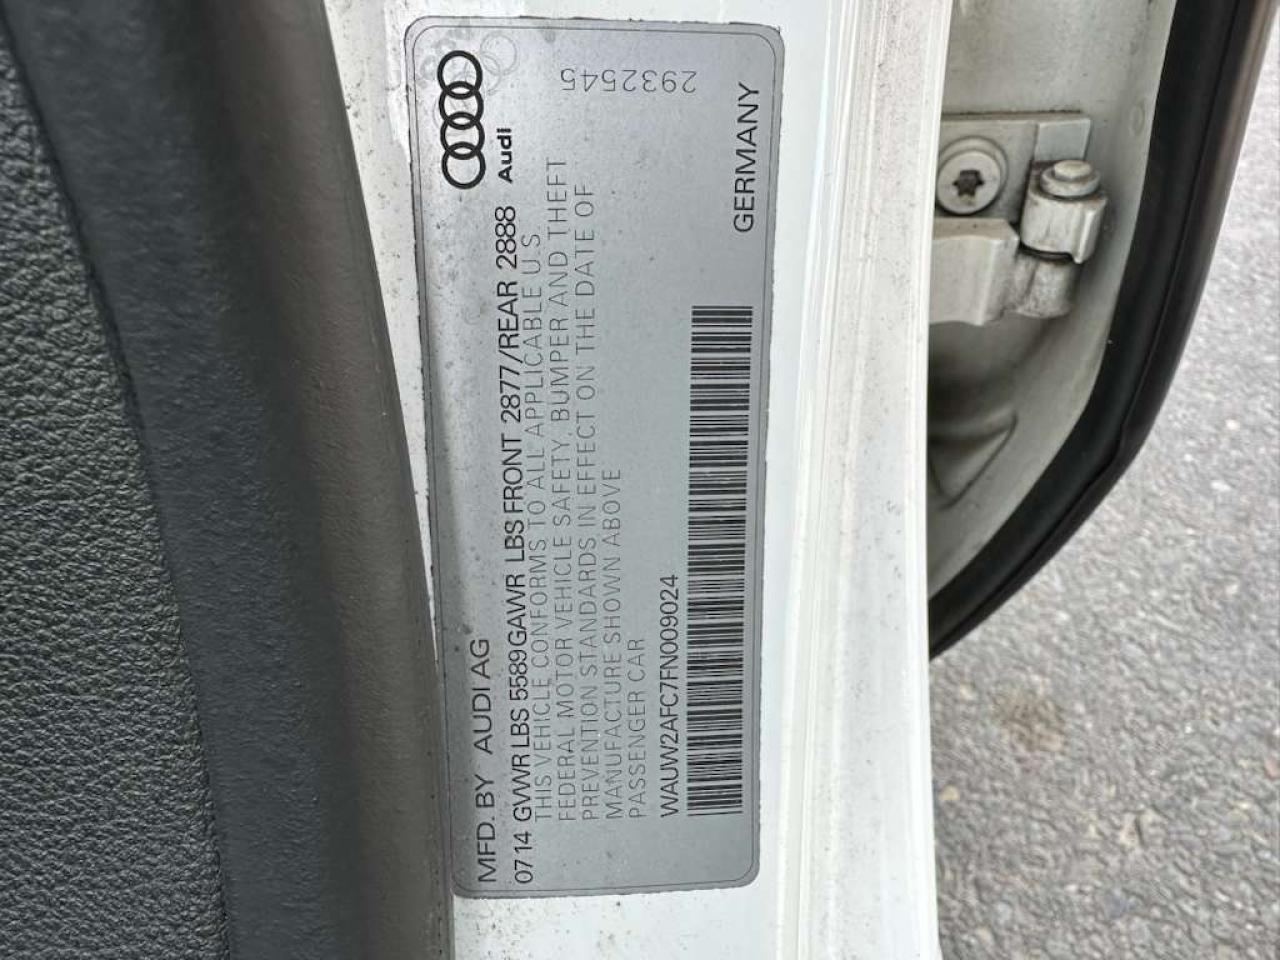 MFD. BY AUDI AG
Audi
0714 GVWR LBS 5589 GAWR LBS FRONT 2877/REAR 2888
THIS VEHICLE CONFORMS TO ALL APPLICABLE U S
FEDERAL MOTOR VEHICLE SAFETY, BUMPER AND THEFT
PREVENTION STANDARDS IN EFFECT ON THE DATE OF
MANUFACTURE SHOWN ABOVE
PASSENGER CAR
2932545
WAUW2AFC7FN009024
GERMANY